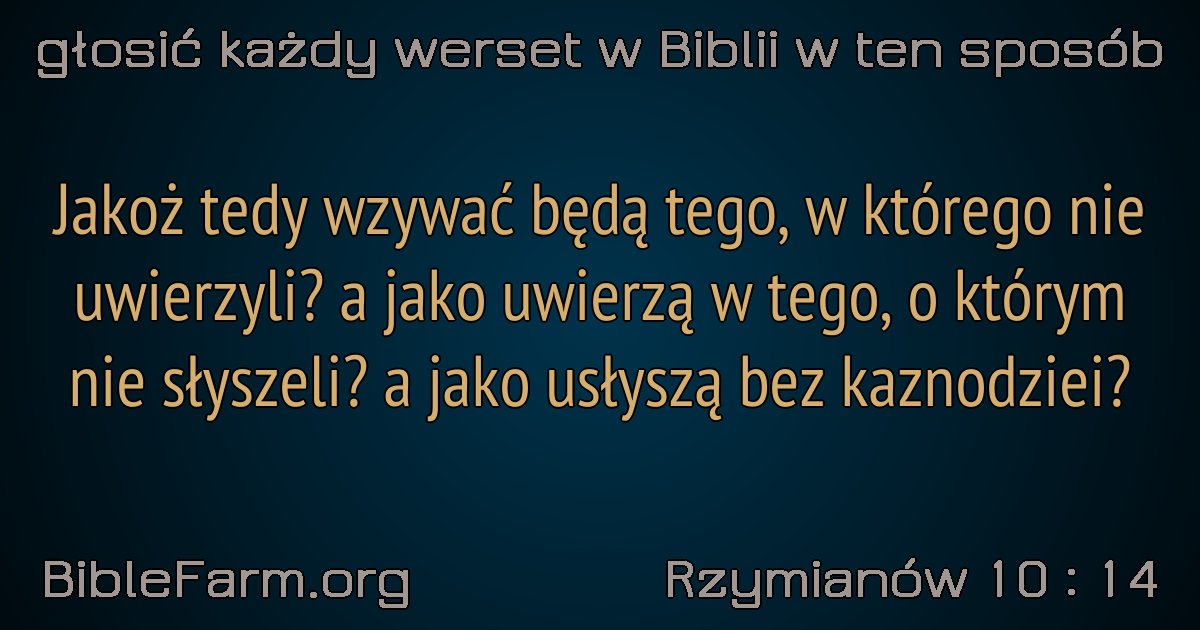 głosić każdy werset w Biblii w ten sposób
Jakoż tedy wzywać będą tego, w którego nie
uwierzyli? a jako uwierzą w tego, o którym
nie słyszeli? a jako usłyszą bez kaznodziei?
BibleFarm.org
Rzymianów 10 : 14